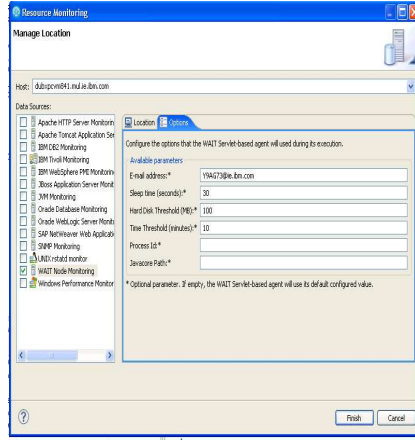 Resource Monitoring
Manage Location
Host: dubxpcvm841.mul.ie.ibm.com
Data Sources:
Apache HTTP Server Monitorin
Apache Tomcat Application Ser
IBM DB2 Monitoring
IBM Tivoli Monitoring
IBM WebSphere PMI Monitorin
JBoss Application Server Monit
JVM Monitoring
Oracle Database Monitoring
Oracle WebLogic Server Monit
SAP NetWeaver Web Applicati
SNMP Monitoring
UNIX rstatd monitor
WAIT Node Monitoring
Windows Performance Monitor
Location Options
Configure the options that the WAIT Servlet-based agent will used during its execution.
Available parameters
E-mail address:* Y9AG73@ie.ibm.com
Sleep time (seconds):* 30
Hard Disk Threshold (MB):* 100
Time Threshold (minutes):* 10
Process Id:*
Javacore Path:*
* Optional parameter. If empty, the WAIT Servlet-based agent will use its default configured value.
Finish Cancel